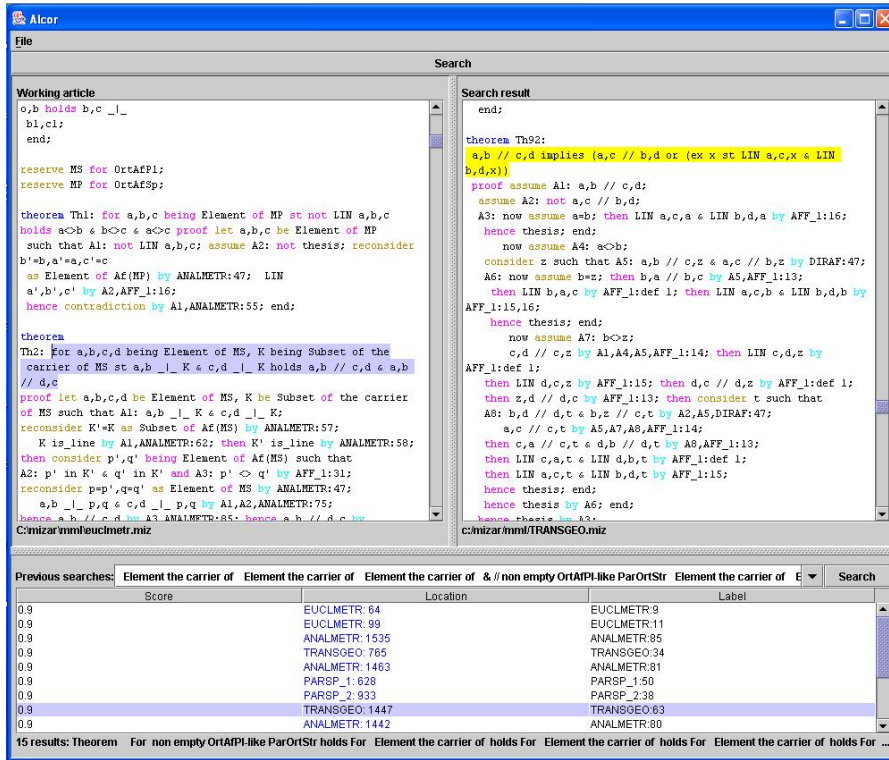 Alcor
File
Search
Working article
o,b holds b,c _|_
b1,c1;
end;
reserve MS for OrtAfPl;
reserve MP for OrtAfSp;
theorem Th1: for a,b,c being Element of MP st not LIN a,b,c
holds a<>b & b<>c & a<>c proof let a,b,c be Element of MP
such that A1: not LIN a,b,c; assume A2: not thesis; reconsider
b'=b,a'=a,c'=c
as Element of Af(MP) by ANALMETR:47; LIN
a',b',c' by A2,AFF_1:16;
hence contradiction by A1,ANALMETR:55; end;
theorem
Th2: for a,b,c,d being Element of MS, K being Subset of the
carrier of MS st a,b _|_ K & c,d _|_ K holds a,b // c,d & a,b
// d,c
proof let a,b,c,d be Element of MS, K be Subset of the carrier
of MS such that A1: a,b _|_ K & c,d _|_ K;
reconsider K'=K as Subset of Af(MS) by ANALMETR:57;
K is_line by A1,ANALMETR:62; then K' is_line by ANALMETR:58;
then consider p',q' being Element of Af(MS) such that
A2: p' in K' & q' in K' and A3: p' <> q' by AFF_1:31;
reconsider p=p',q=q' as Element of MS by ANALMETR:47;
a,b _|_ p,q & c,d _|_ p,q by A1,A2,ANALMETR:75;
hence a,b // c,d by A3,ANALMETR:85; hence a,b // d,c by
C:\mizar\mml\euclmetr.miz
Search result
end;
theorem Th92:
a,b // c,d implies (a,c // b,d or (ex x st LIN a,c,x & LIN
b,d,x))
proof assume A1: a,b // c,d;
assume A2: not a,c // b,d;
A3: now assume a=b; then LIN a,c,a & LIN b,d,a by AFF_1:16;
hence thesis; end;
now assume A4: a<>b;
consider z such that A5: a,b // c,z & a,c // b,z by DIRAF:47;
A6: now assume b=z; then b,a // b,c by A5,AFF_1:13;
then LIN b,a,c by AFF_1:def 1; then LIN a,c,b & LIN b,d,b by
AFF_1:15,16;
hence thesis; end;
now assume A7: b<>z;
c,d // c,z by A1,A4,A5,AFF_1:14; then LIN c,d,z by
AFF_1:def 1;
then LIN d,c,z by AFF_1:15; then d,c // d,z by AFF_1:def 1;
then z,d // d,c by AFF_1:13; then consider t such that
A8: b,d // d,t & b,z // c,t by A2,A5,DIRAF:47;
a,c // c,t by A5,A7,A8,AFF_1:14;
then c,a // c,t & d,b // d,t by A8,AFF_1:13;
then LIN c,a,t & LIN d,b,t by AFF_1:def 1;
then LIN a,c,t & LIN b,d,t by AFF_1:15;
hence thesis; end;
hence thesis by A6; end;
hence thesis by A3;
c:/mizar/mml/TRANSGEO.miz
Previous searches: Element the carrier of Element the carrier of Element the carrier of & // non empty OrtAfPl-like ParOrtStr Element the carrier of E Search
Score Location Label
0.9 EUCLMETR: 64 EUCLMETR:9
0.9 EUCLMETR: 99 EUCLMETR:11
0.9 ANALMETR: 1535 ANALMETR:85
0.9 TRANSGEO: 765 TRANSGEO:34
0.9 ANALMETR: 1463 ANALMETR:81
0.9 PARSP_1: 628 PARSP_1:50
0.9 PARSP_2: 933 PARSP_2:38
0.9 TRANSGEO: 1447 TRANSGEO:63
0.9 ANALMETR: 1442 ANALMETR:80
15 results: Theorem For non empty OrtAfPl-like ParOrtStr holds For Element the carrier of holds For Element the carrier of holds For Element the carrier of holds For ...